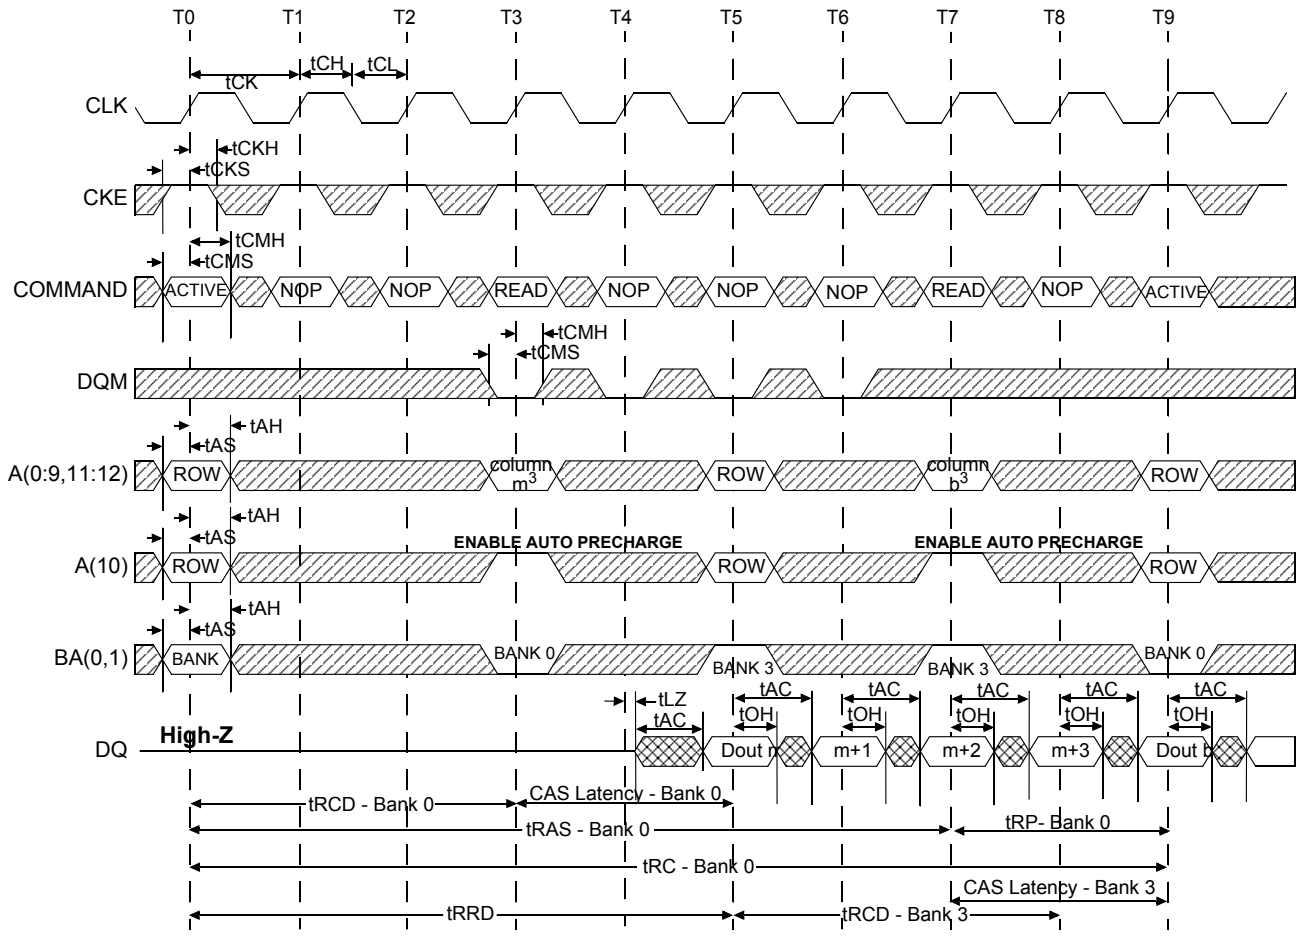 T0 T1 T2 T3 T4 T5 T6 T7 T8 T9
tCK tCH tCL
CLK
tCKH
tCKS
CKE
tCMH
tCMS
COMMAND ACTIVE NOP NOP READ NOP NOP NOP READ NOP ACTIVE
tCMH
tCMS
DQM
tAH
tAS
A(0:9,11:12) ROW column m3 ROW column b3 ROW
tAH
tAS
ENABLE AUTO PRECHARGE ENABLE AUTO PRECHARGE
A(10) ROW ROW ROW
tAH
tAS
BA(0,1) BANK BANK 0 BANK 3 BANK 3 BANK 0
tLZ tAC tAC tAC tAC tAC
tAC tOH tOH tOH tOH tOH
High-Z
DQ Dout m m+1 m+2 m+3 Dout b
tRCD - Bank 0 CAS Latency - Bank 0
tRAS - Bank 0 tRP- Bank 0
tRC - Bank 0
CAS Latency - Bank 3
tRRD tRCD - Bank 3